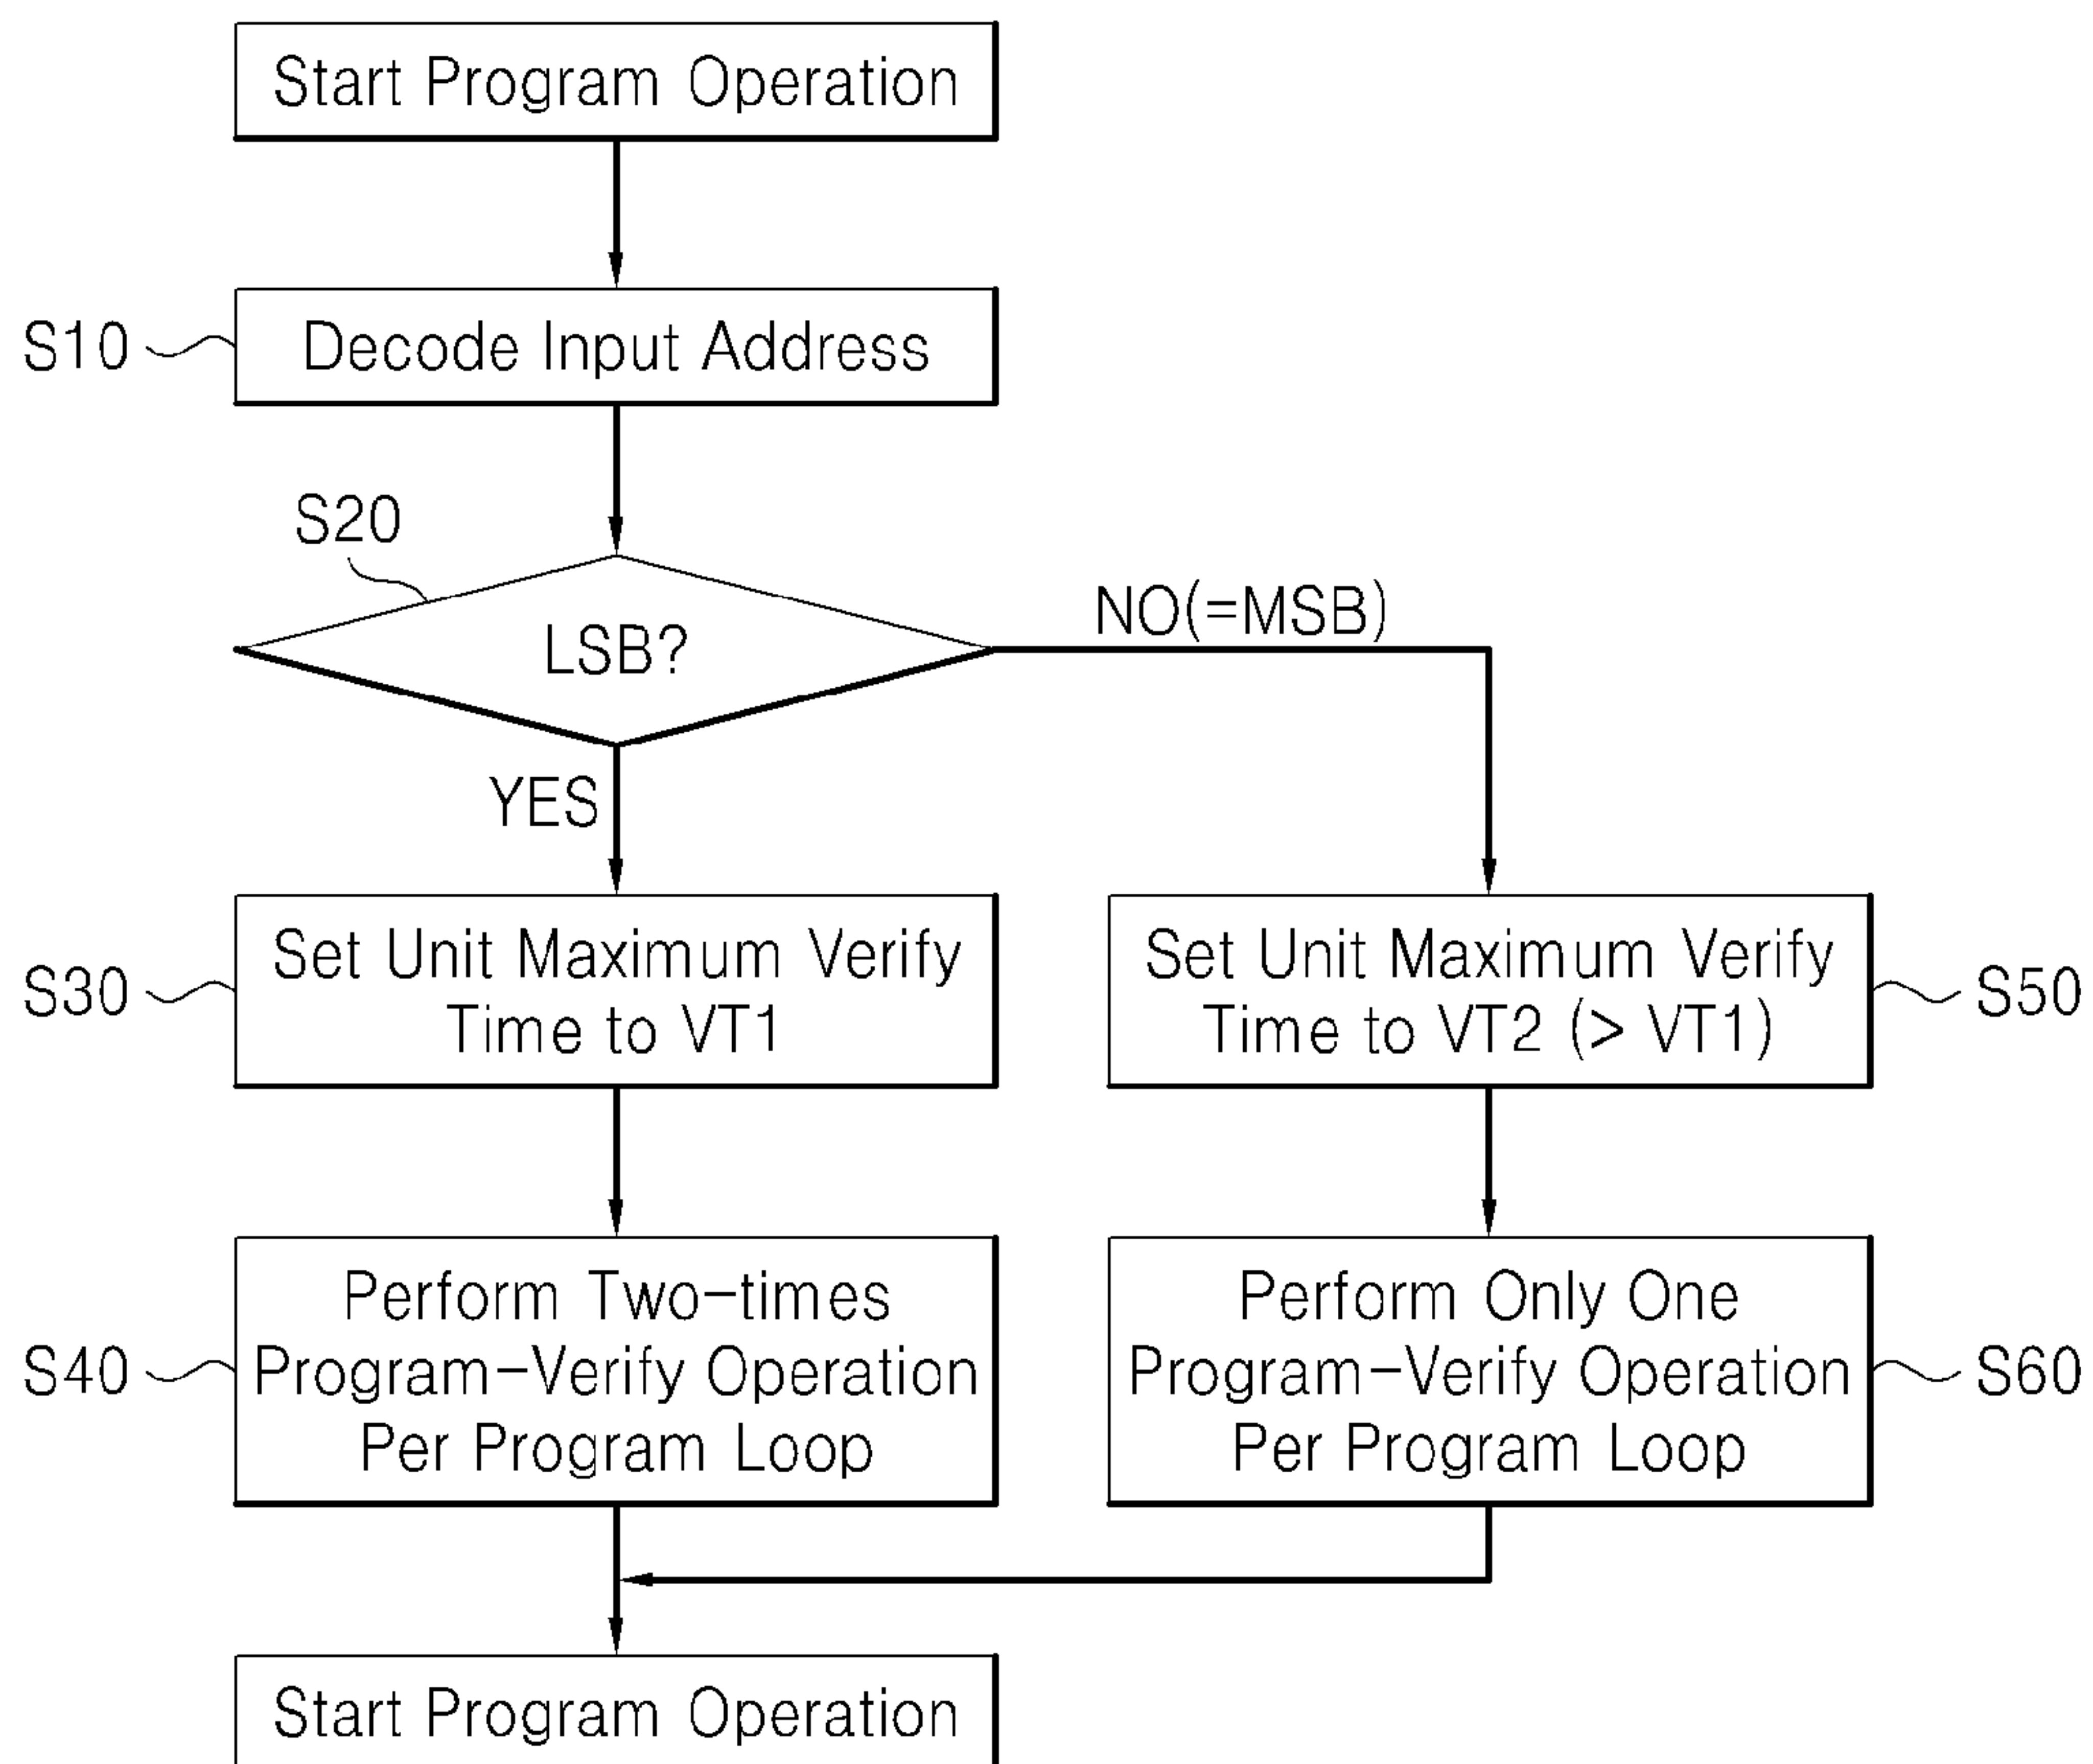 Start Program Operation
S10
Decode Input Address
S20
LSB?
NO(=MSB)
YES
S30
Set Unit Maximum Verify
Time to VT1
Set Unit Maximum Verify
Time to VT2 (> VT1)
S50
S40
Perform Two-times
Program-Verify Operation
Per Program Loop
Perform Only One
Program-Verify Operation
Per Program Loop
S60
Start Program Operation